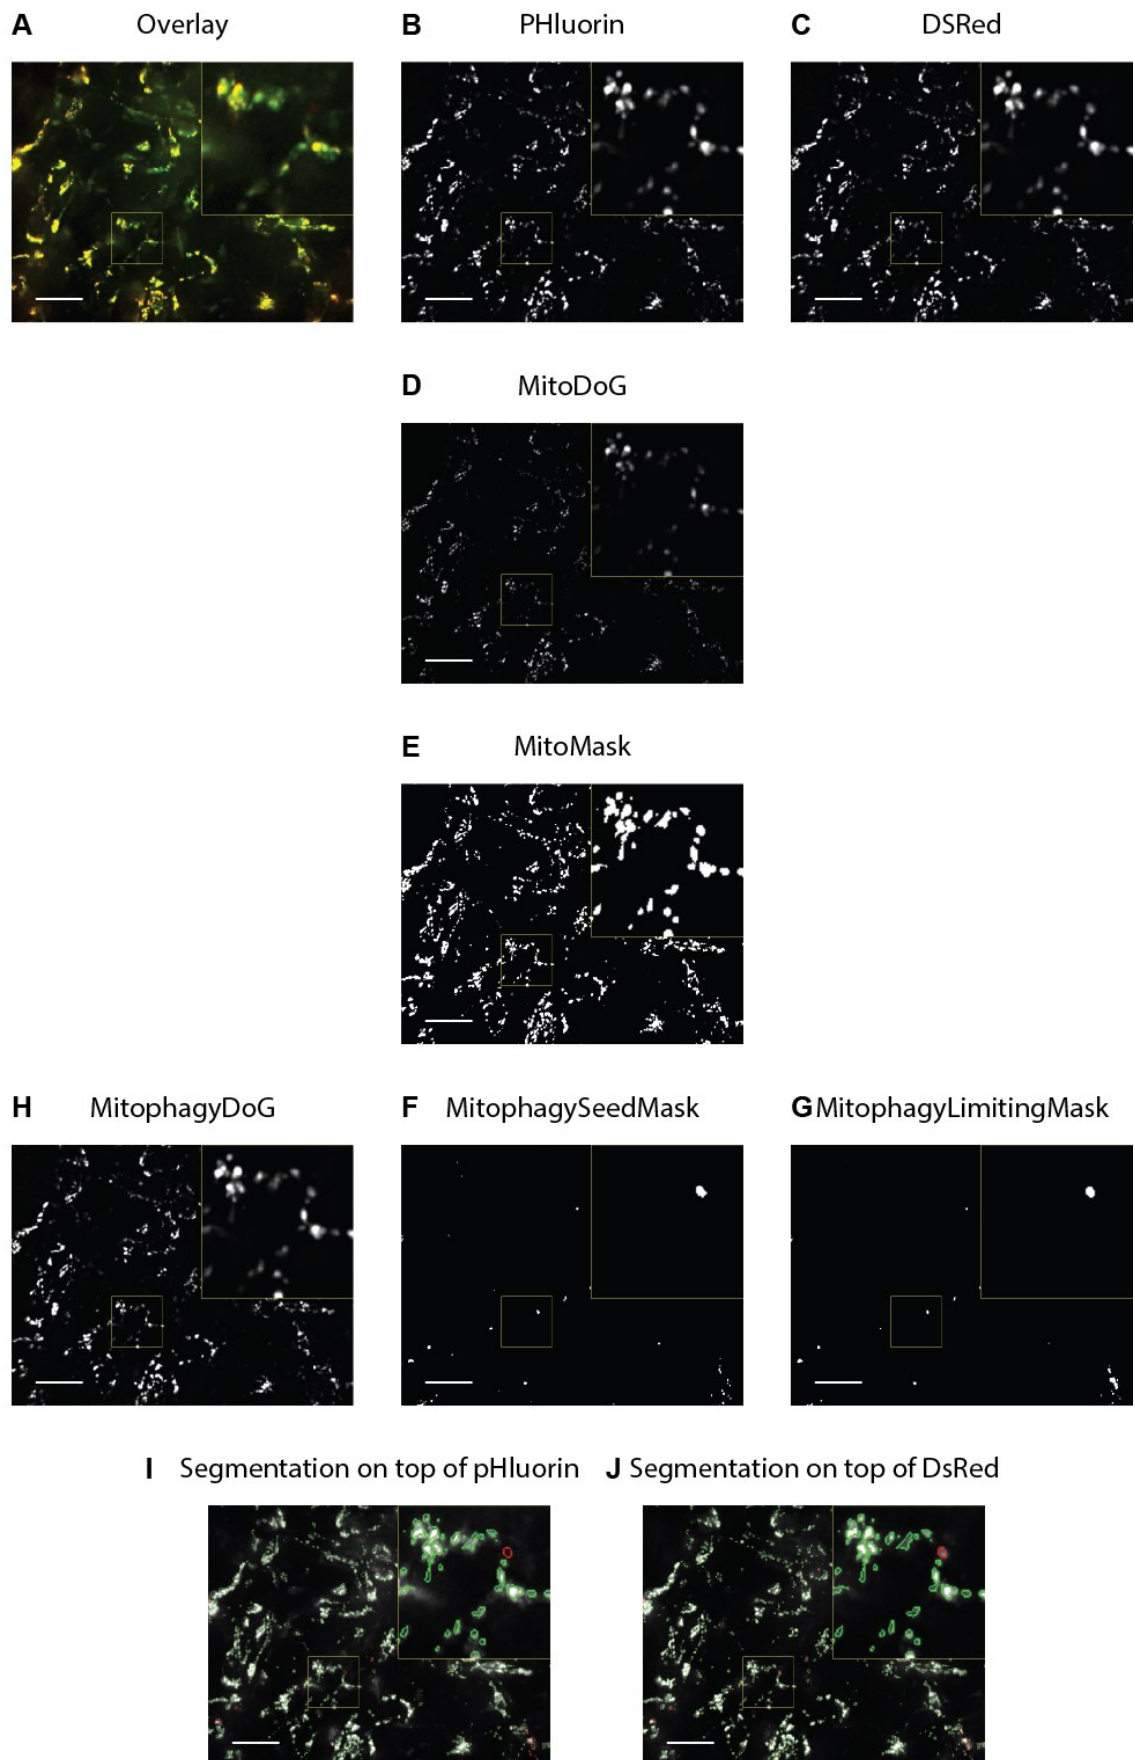 A Overlay
B PHluorin
C DSRed
D MitoDoG
E MitoMask
H MitophagyDoG
F MitophagySeedMask
G MitophagyLimitingMask
I Segmentation on top of pHluorin
J Segmentation on top of DsRed